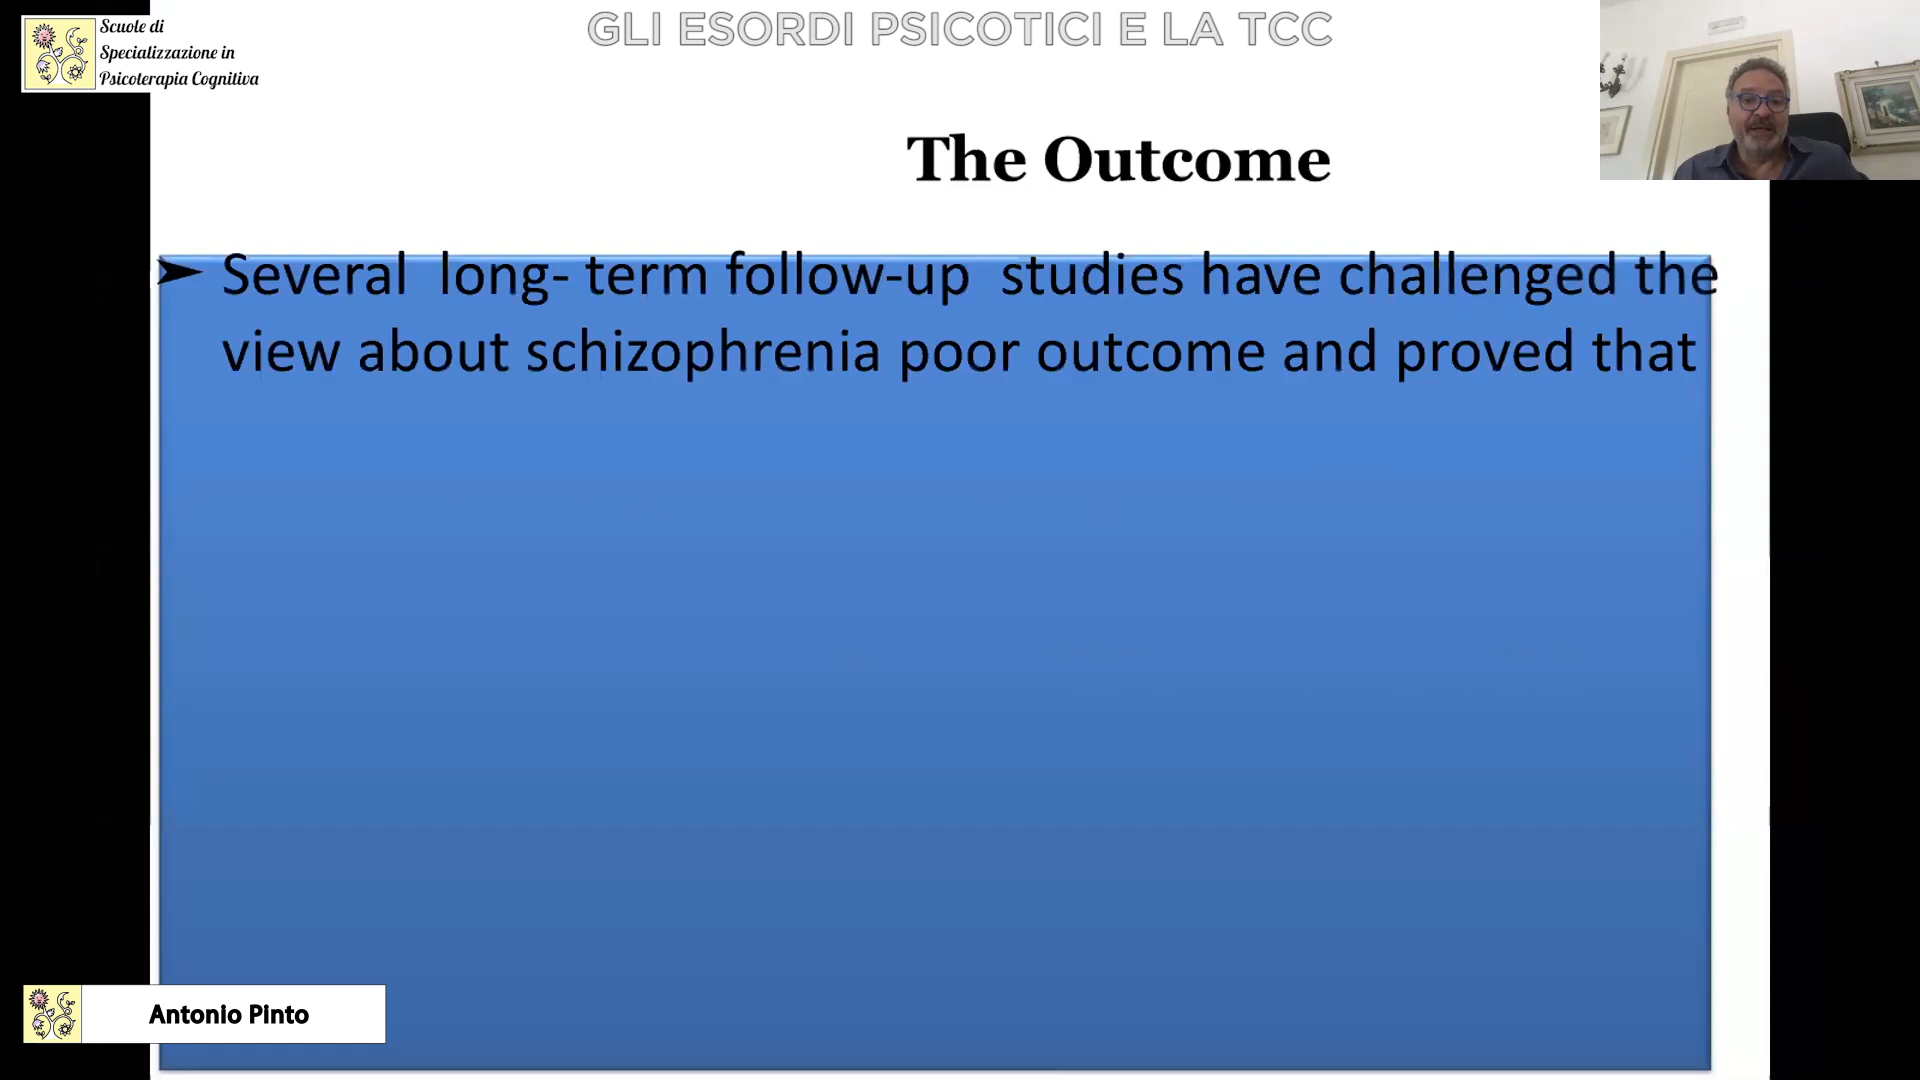 Scuole di
Specializzazione in
Psicoterapia Cognitiva
GLI ESORDI PSICOTICI E LA TCC
The Outcome
➤ Several long- term follow-up studies have challenged the
view about schizophrenia poor outcome and proved that
Antonio Pinto